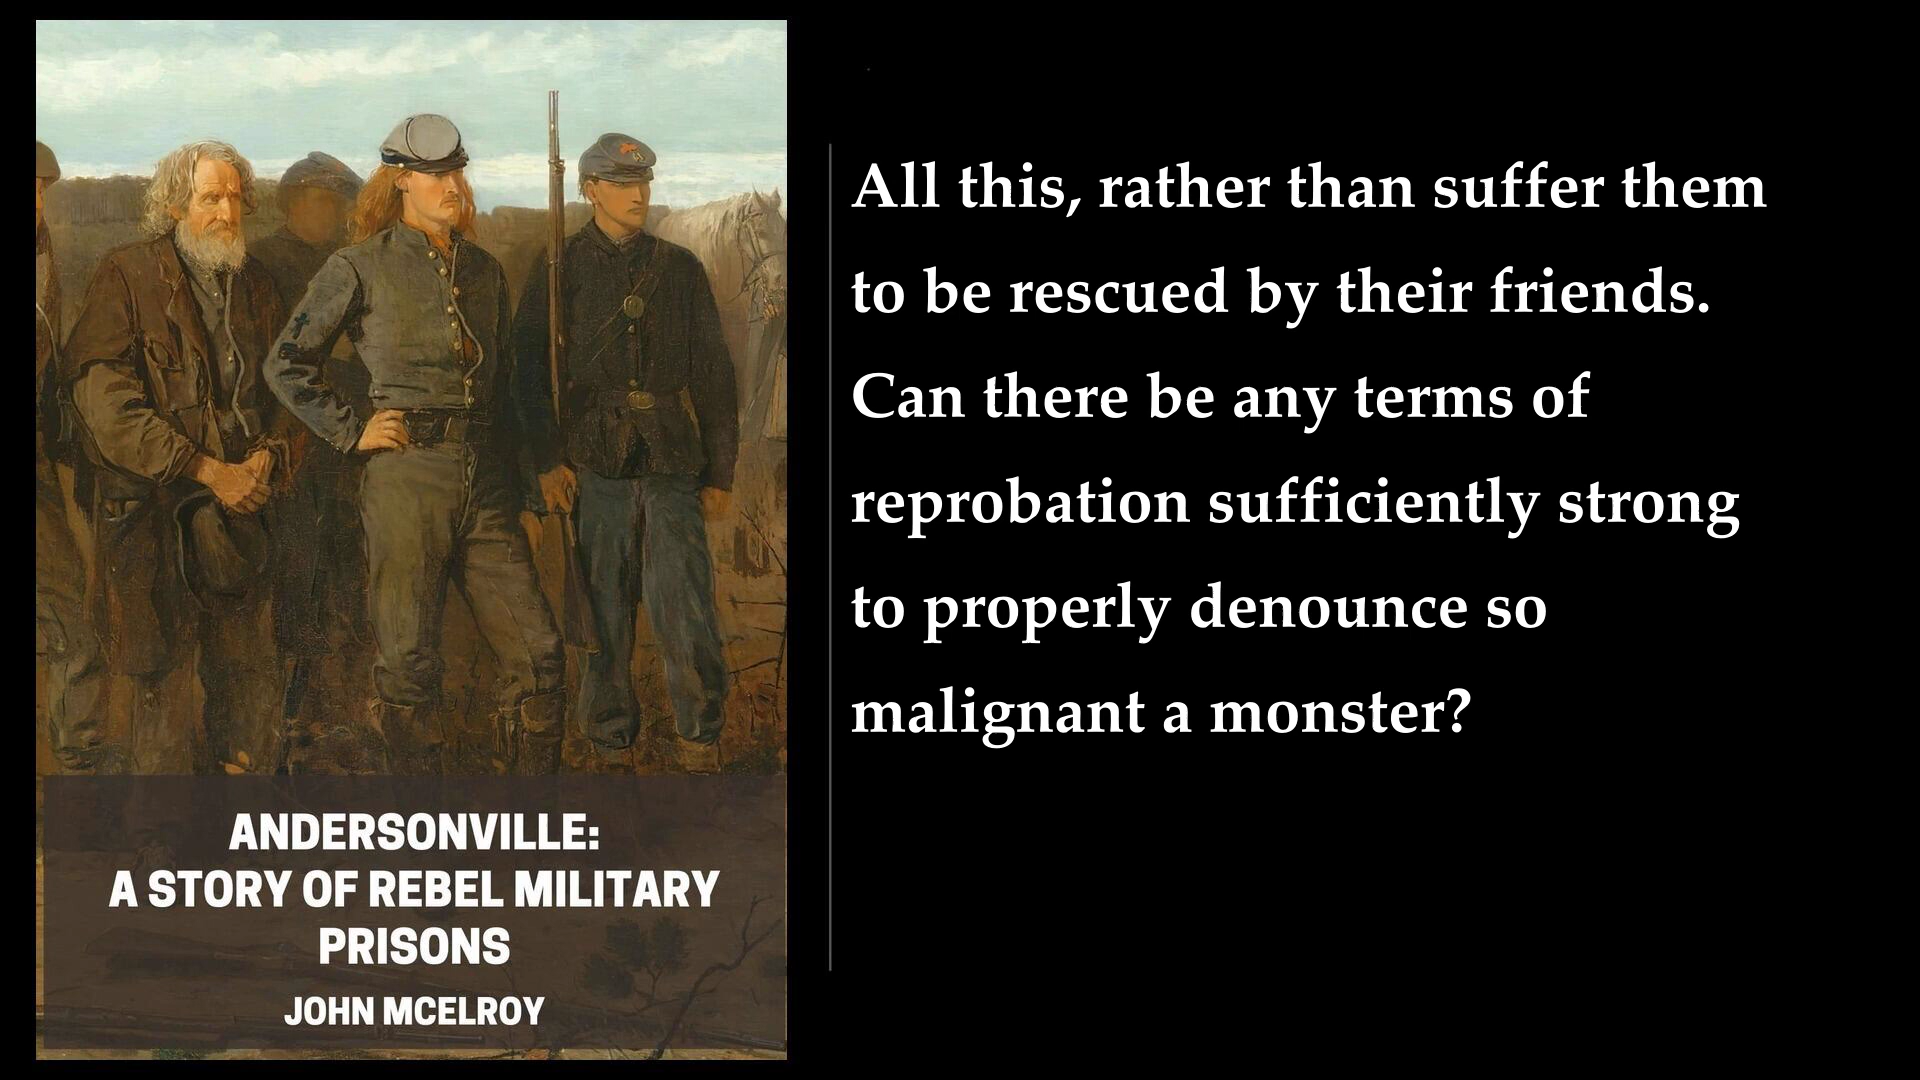 All this, rather than suffer them
to be rescued by their friends.
Can there be any terms of
reprobation sufficiently strong
to properly denounce so
malignant a monster?
ANDERSONVILLE:
A STORY OF REBEL MILITARY
PRISONS
JOHN MCELROY